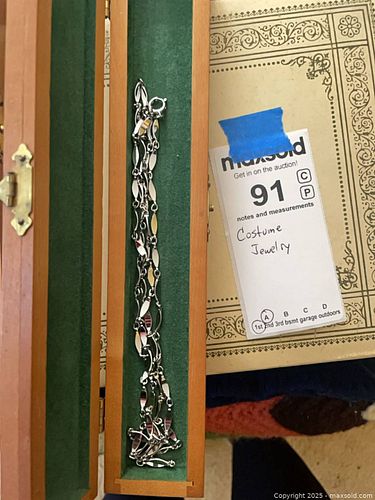 maxsold
Get in on the auction!
91
C
P
notes and measurements
Costume
Jewelry
A B C D
1st 2nd 3rd bsmt garage outdoors
Copyright 2025 - maxsold.com